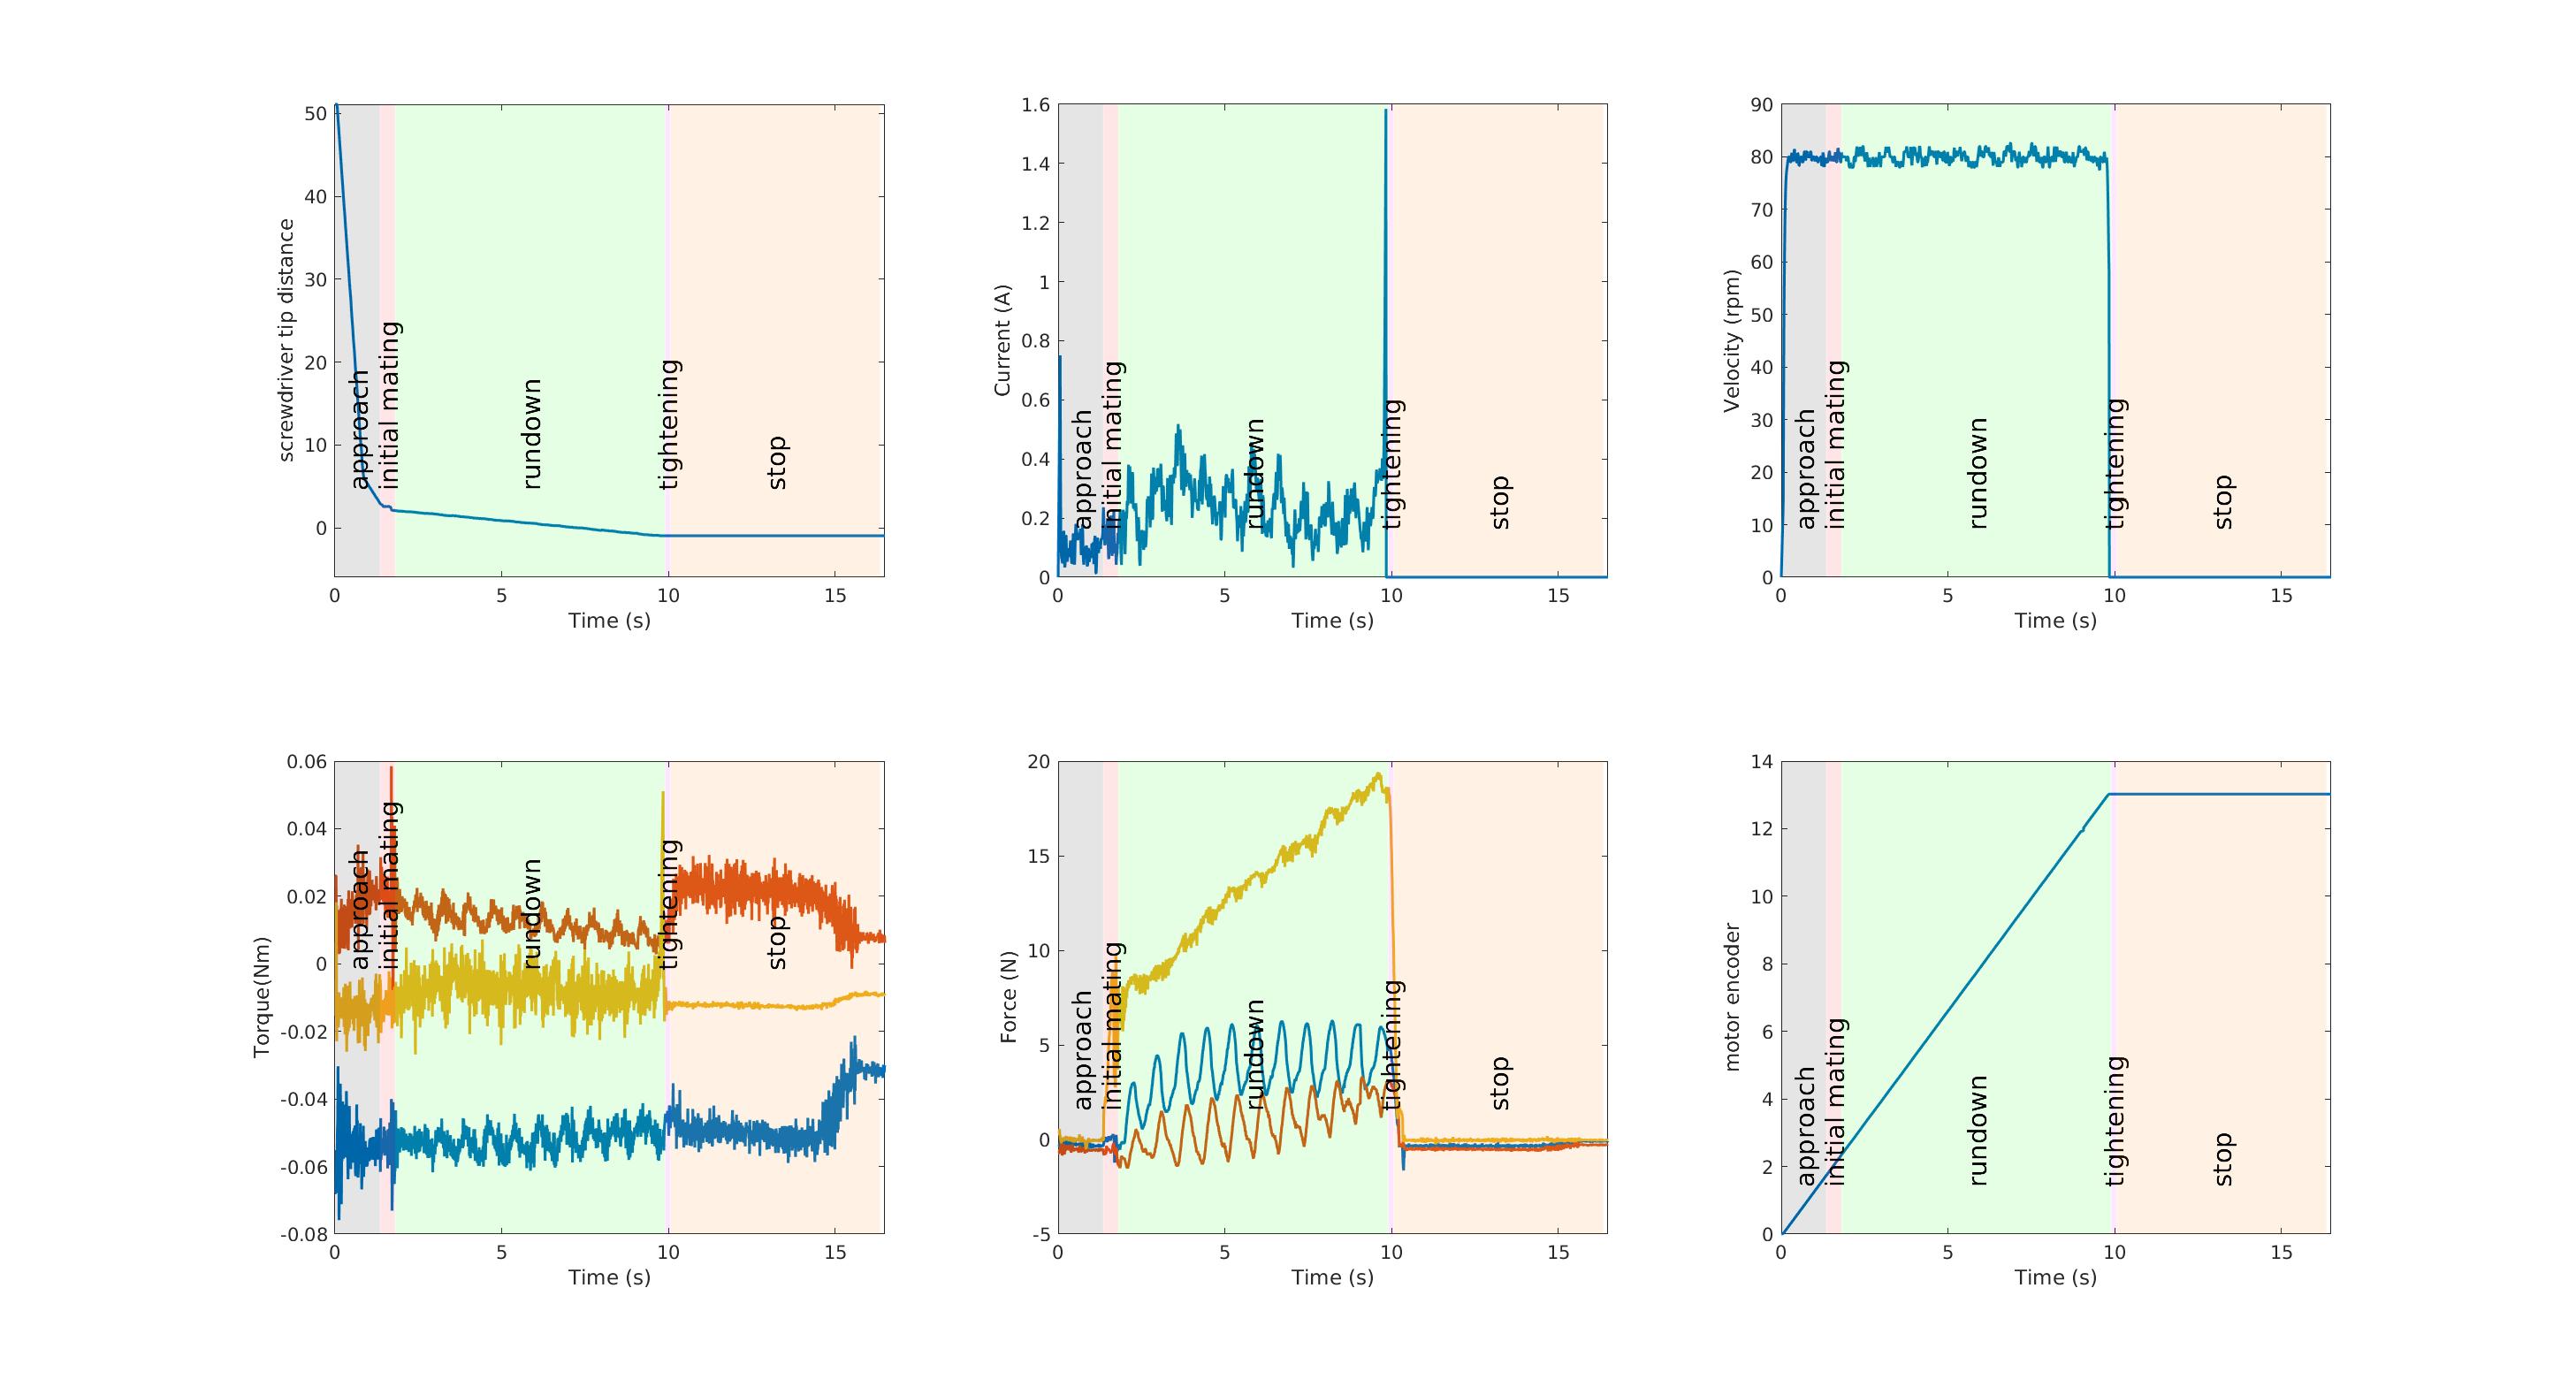 50
40
30
20
10
0
0
5
10
15
screwdriver tip distance
Time (s)
approach
initial mating
rundown
tightening
stop
1.6
1.4
1.2
1
0.8
0.6
0.4
0.2
0
0
5
10
15
Current (A)
Time (s)
approach
initial mating
rundown
tightening
stop
90
80
70
60
50
40
30
20
10
0
0
5
10
15
Velocity (rpm)
Time (s)
approach
initial mating
rundown
tightening
stop
0.06
0.04
0.02
0
-0.02
-0.04
-0.06
-0.08
0
5
10
15
Torque(Nm)
Time (s)
approach
initial mating
rundown
tightening
stop
20
15
10
5
0
-5
0
5
10
15
Force (N)
Time (s)
approach
initial mating
rundown
tightening
stop
14
12
10
8
6
4
2
0
0
5
10
15
motor encoder
Time (s)
approach
initial mating
rundown
tightening
stop